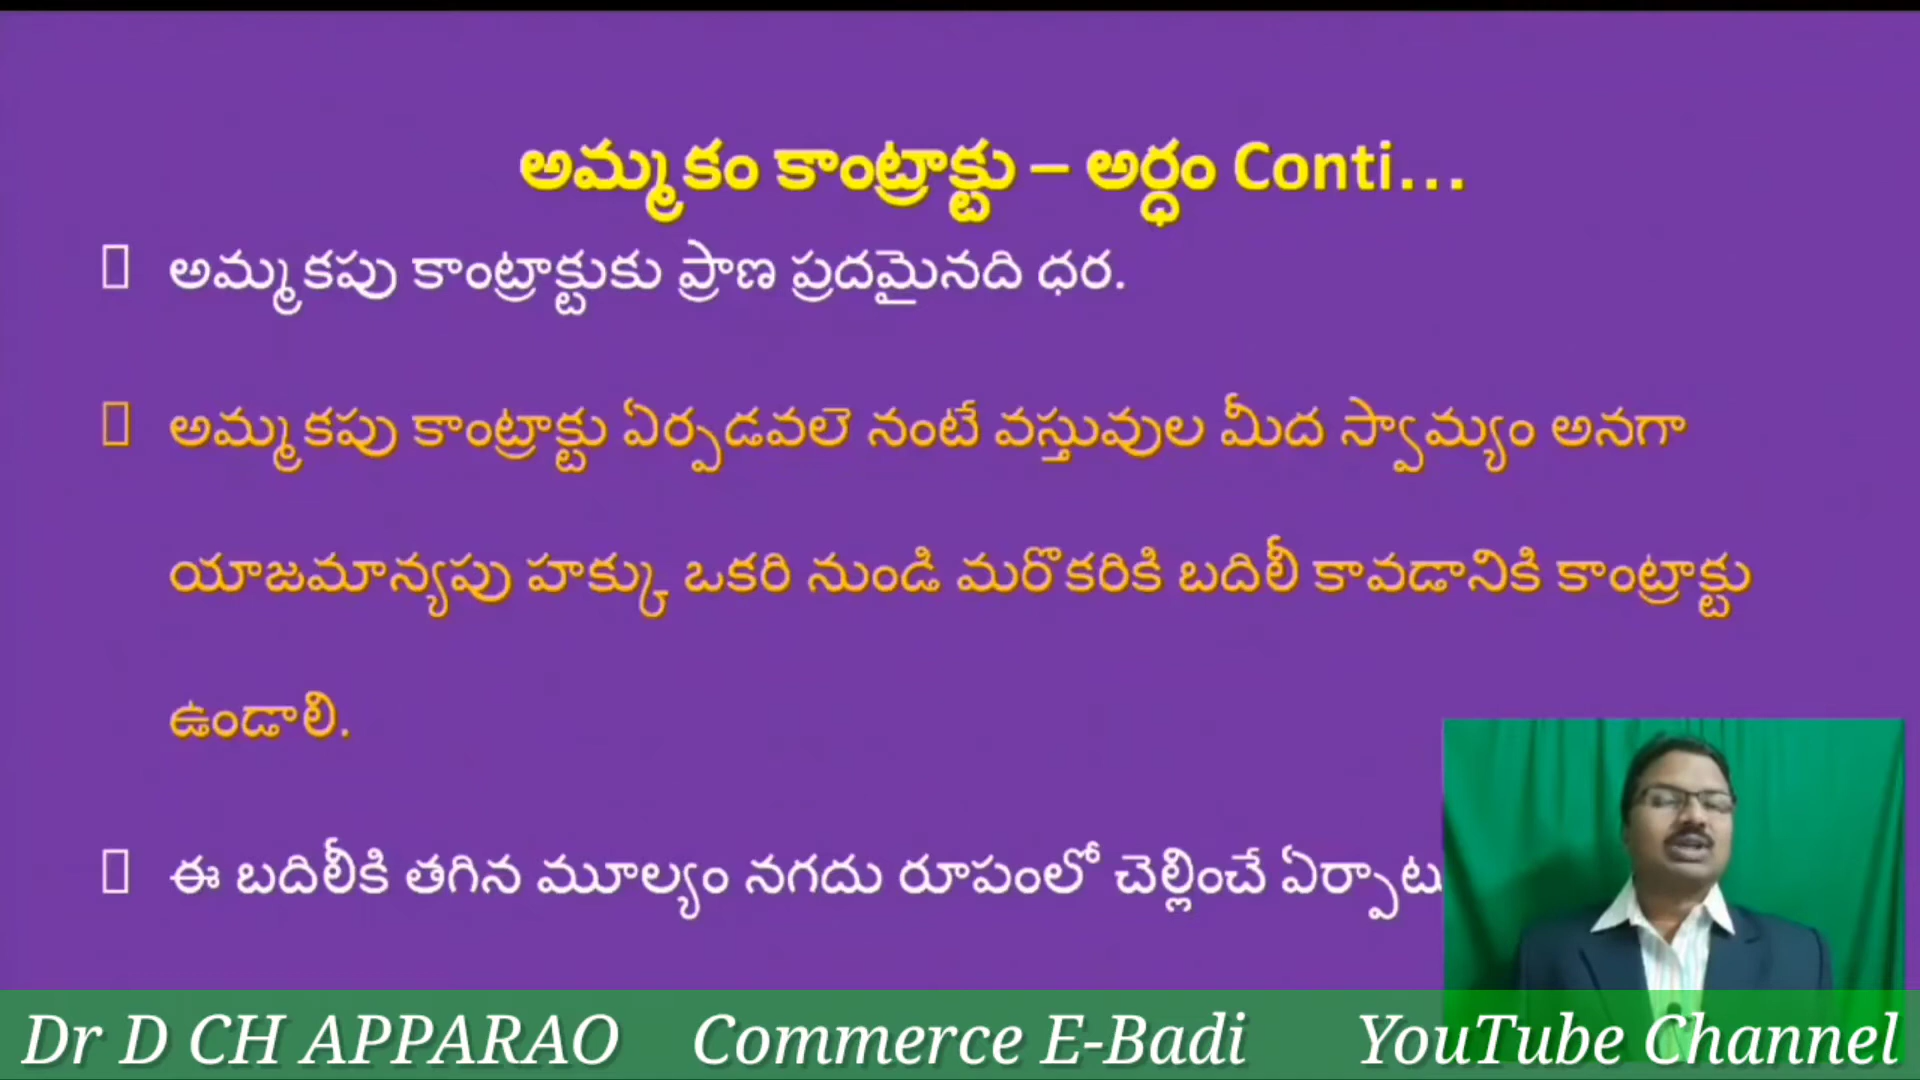 అమ్మకం కాంట్రాక్టు – అర్ధం Conti...
అమ్మకపు కాంట్రాక్టుకు ప్రాణ ప్రదమైనది ధర.
అమ్మకపు కాంట్రాక్టు ఏర్పడవలె నంటే వస్తువుల మీద స్వామ్యం అనగా
యాజమాన్యపు హక్కు ఒకరి నుండి మరొకరికి బదిలీ కావడానికి కాంట్రాక్టు
ఉండాలి.
ఈ బదిలీకి తగిన మూల్యం నగదు రూపంలో చెల్లించే
Dr D CH APPARAO Commerce E-Badi YouTube Channel